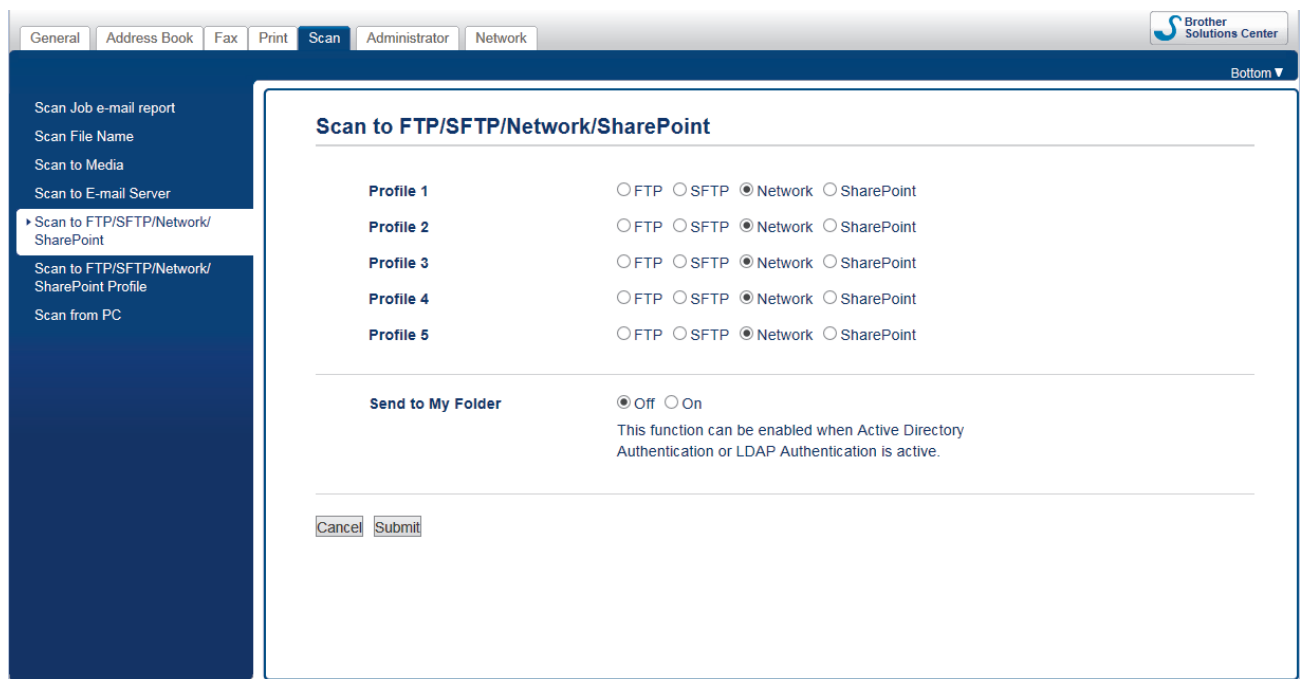 General Address Book Fax Print Scan Administrator Network
Brother
Solutions Center
Bottom▼
Scan Job e-mail report
Scan File Name
Scan to Media
Scan to E-mail Server
Scan to FTP/SFTP/Network/
SharePoint
Scan to FTP/SFTP/Network/
SharePoint Profile
Scan from PC
Scan to FTP/SFTP/Network/SharePoint
Profile 1 FTP SFTP Network SharePoint
Profile 2 FTP SFTP Network SharePoint
Profile 3 FTP SFTP Network SharePoint
Profile 4 FTP SFTP Network SharePoint
Profile 5 FTP SFTP Network SharePoint
Send to My Folder Off On
This function can be enabled when Active Directory
Authentication or LDAP Authentication is active.
Cancel Submit